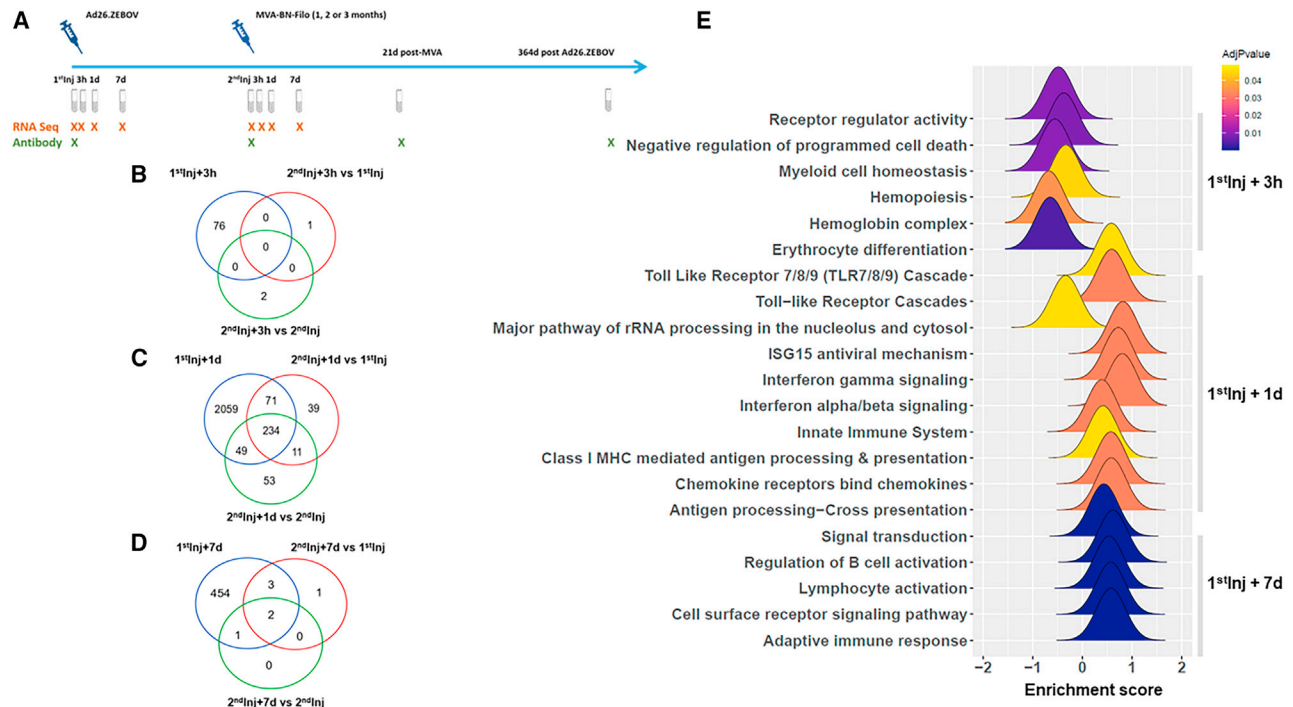 A
Ad26.ZEBOV
MVA-BN-Filo (1, 2 or 3 months)
21d post-MVA
364d post Ad26.ZEBOV
1stInj 3h 1d 7d
2ndInj 3h 1d 7d
RNA Seq XX X X X X X X
Antibody X X X X
B
1stInj+3h
2ndInj+3h vs 1stInj
76
0
1
0
0
0
2
2ndInj+3h vs 2ndInj
C
1stInj+1d
2ndInj+1d vs 1stInj
2059
71
39
234
49
11
53
2ndInj+1d vs 2ndInj
D
1stInj+7d
2ndInj+7d vs 1stInj
454
3
1
2
1
0
0
2ndInj+7d vs 2ndInj
E
AdjPvalue
0.04
0.03
0.02
0.01
Receptor regulator activity
Negative regulation of programmed cell death
Myeloid cell homeostasis
Hemopoiesis
Hemoglobin complex
Erythrocyte differentiation
Toll Like Receptor 7/8/9 (TLR7/8/9) Cascade
Toll-like Receptor Cascades
Major pathway of rRNA processing in the nucleolus and cytosol
ISG15 antiviral mechanism
Interferon gamma signaling
Interferon alpha/beta signaling
Innate Immune System
Class I MHC mediated antigen processing & presentation
Chemokine receptors bind chemokines
Antigen processing-Cross presentation
Signal transduction
Regulation of B cell activation
Lymphocyte activation
Cell surface receptor signaling pathway
Adaptive immune response
1stInj + 3h
1stInj + 1d
1stInj + 7d
−2 −1 0 1 2
Enrichment score